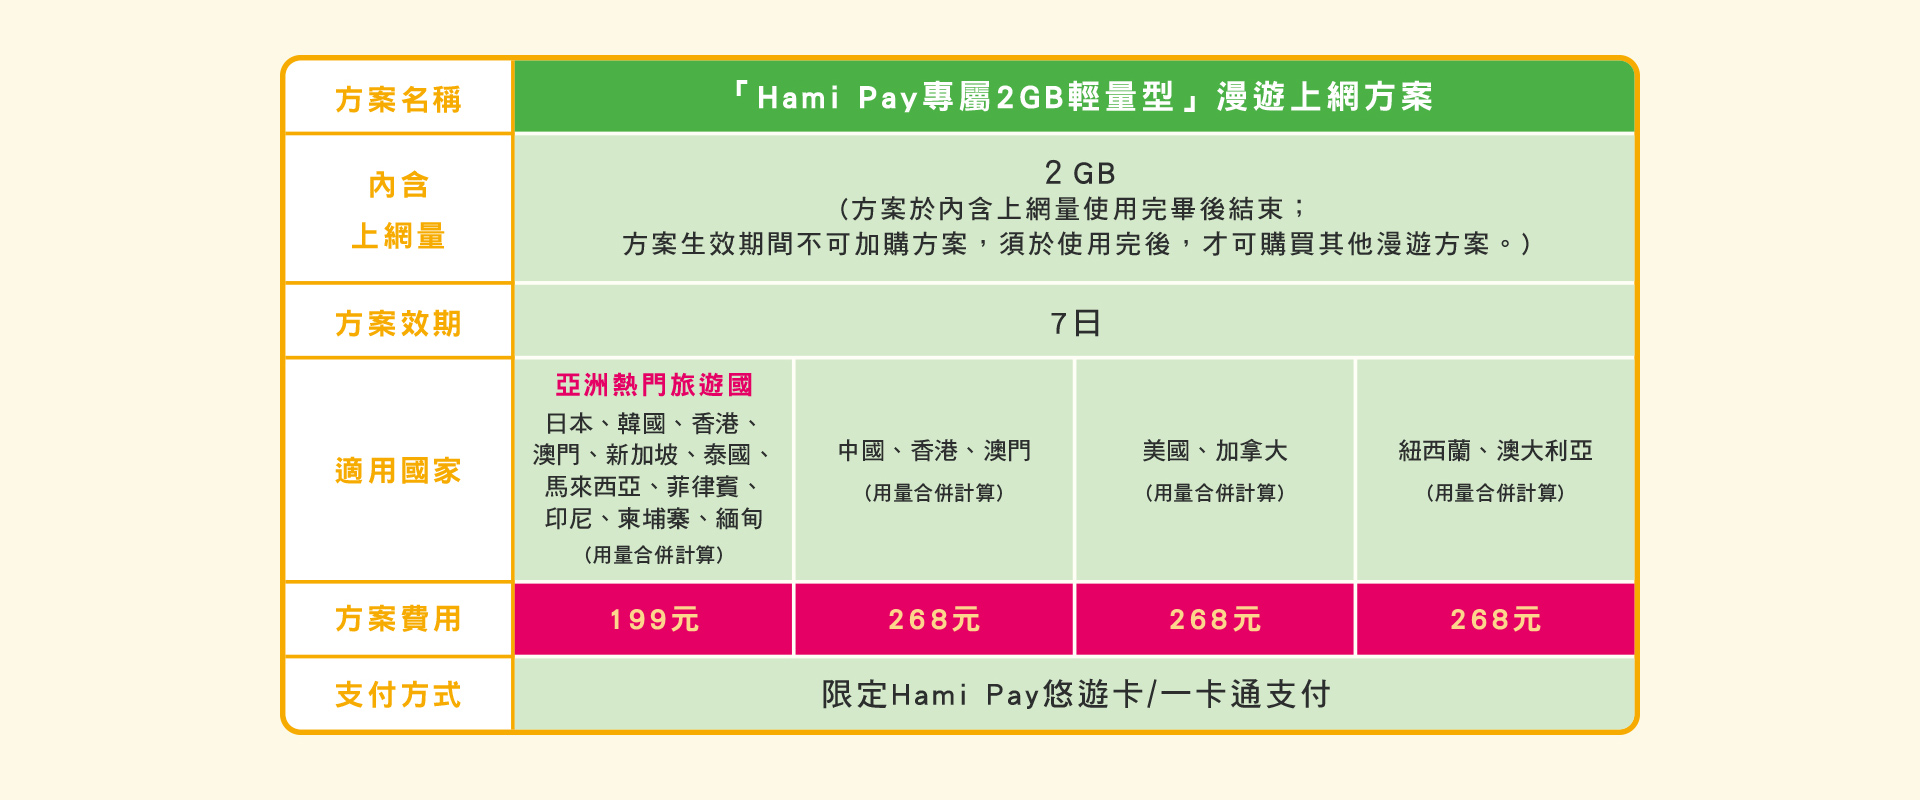 方案名稱
「Hami Pay專屬2GB輕量型」漫遊上網方案
內含
上網量
2 GB
（方案於內含上網量使用完畢後結束；
方案生效期間不可加購方案，須於使用完後，才可購買其他漫遊方案。）
方案效期
7日
適用國家
亞洲熱門旅遊國
日本、韓國、香港、
澳門、新加坡、泰國、
馬來西亞、菲律賓、
印尼、柬埔寨、緬甸
（用量合併計算）
中國、香港、澳門
（用量合併計算）
美國、加拿大
（用量合併計算）
紐西蘭、澳大利亞
（用量合併計算）
方案費用
199元
268元
268元
268元
支付方式
限定Hami Pay悠遊卡/一卡通支付